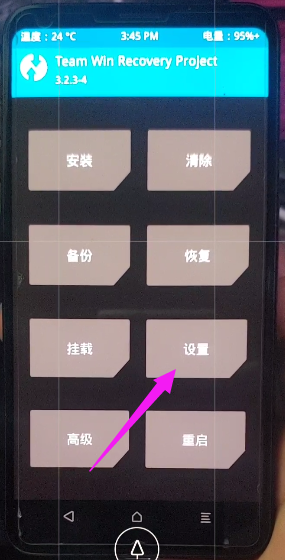 温度：24 °C 3:45 PM 电量：95%+
Team Win Recovery Project
3.2.3-4
安装 清除
备份 恢复
挂载 设置
高级 重启